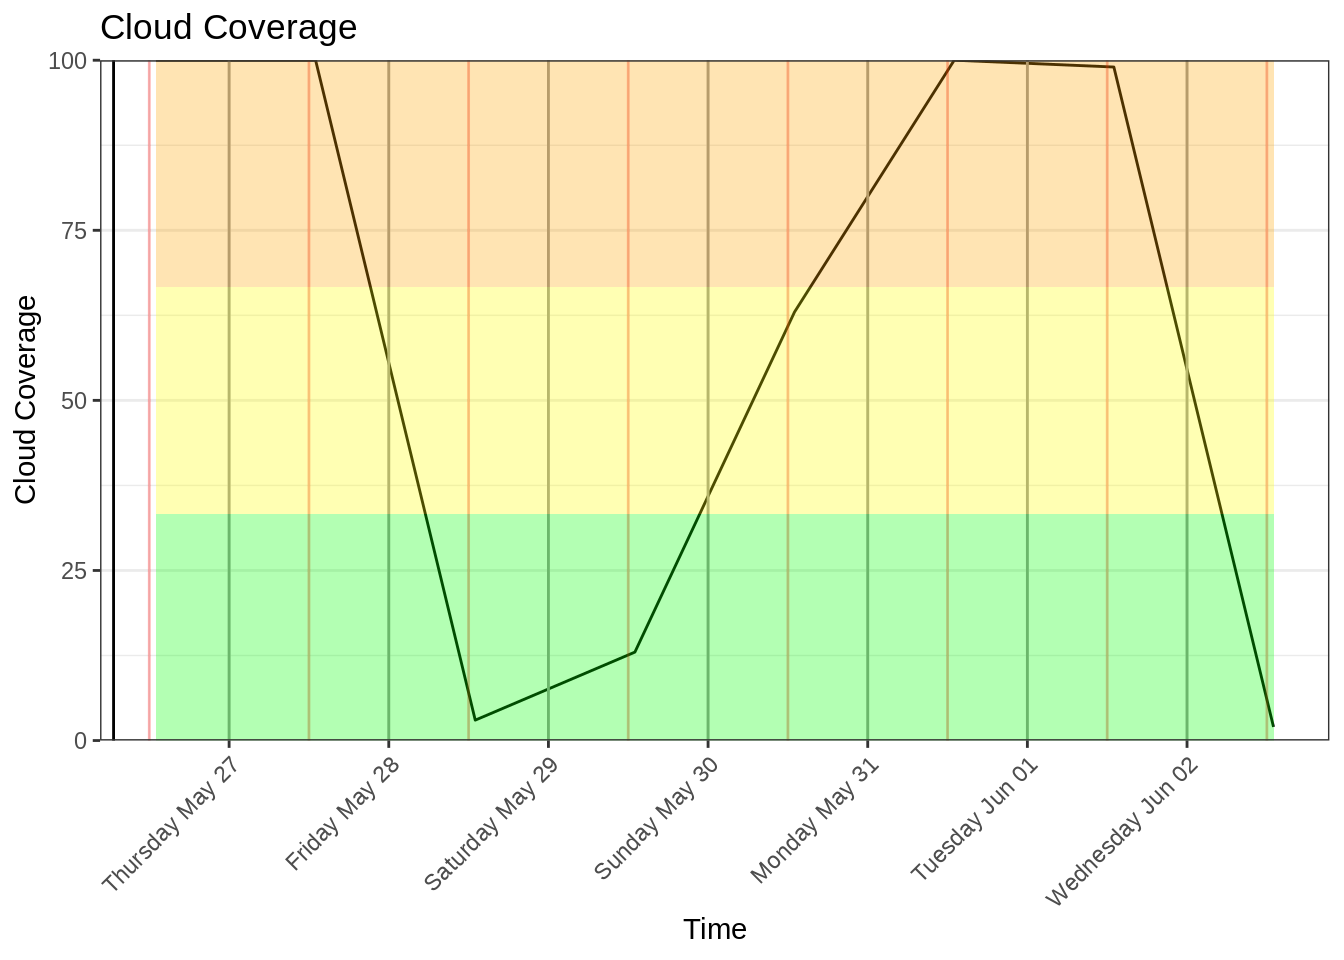 Cloud Coverage
100
75
50
25
0
Cloud Coverage
Thursday May 27
Friday May 28
Saturday May 29
Sunday May 30
Monday May 31
Tuesday Jun 01
Wednesday Jun 02
Time